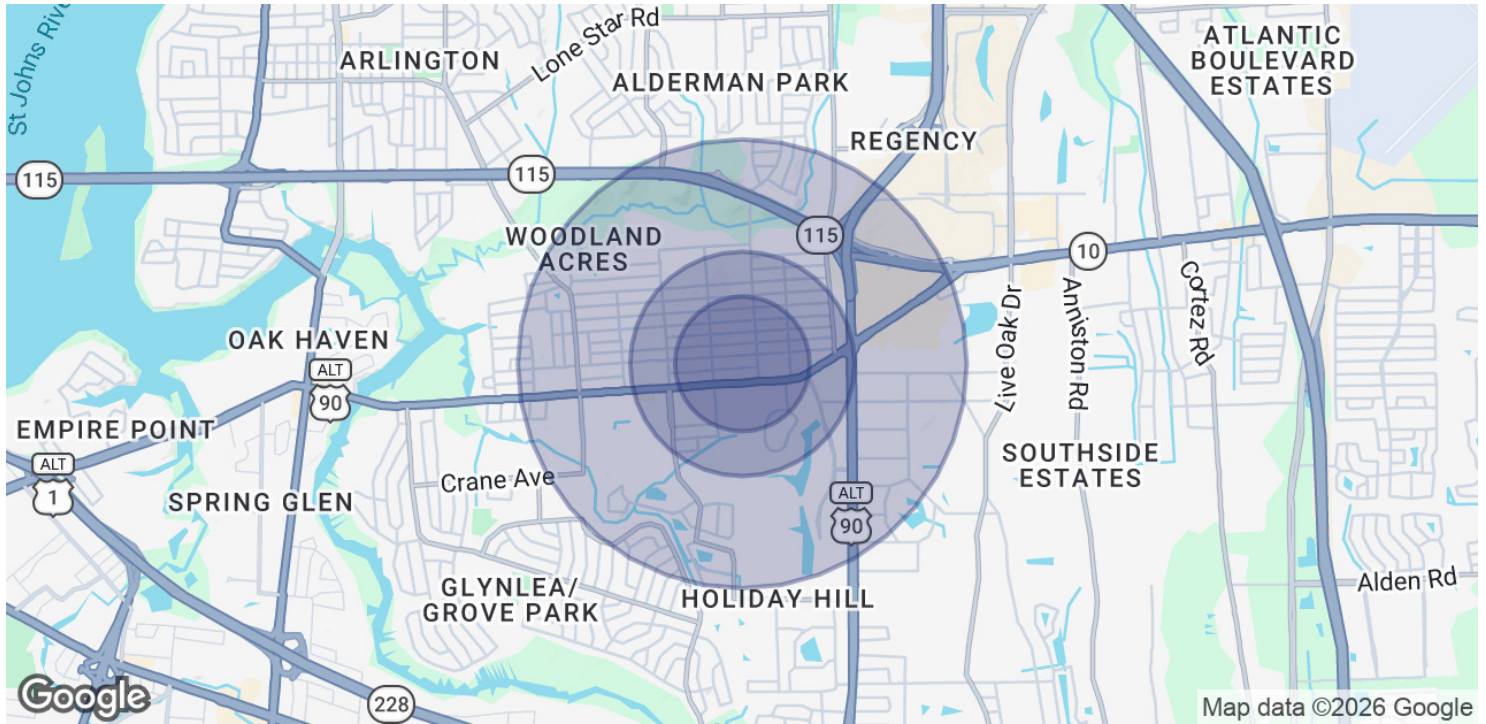 St Johns River
Lone Star Rd
ARLINGTON
ALDERMAN PARK
ATLANTIC
BOULEVARD
ESTATES
REGENCY
115
115
115
WOODLAND
ACRES
10
OAK HAVEN
ALT
90
Live Oak Dr
Anniston Rd
Cortez Rd
EMPIRE POINT
ALT
1
SPRING GLEN
Crane Ave
SOUTHSIDE
ESTATES
ALT
90
GLYNLEA/
GROVE PARK
HOLIDAY HILL
Alden Rd
228
Google
Map data ©2026 Google